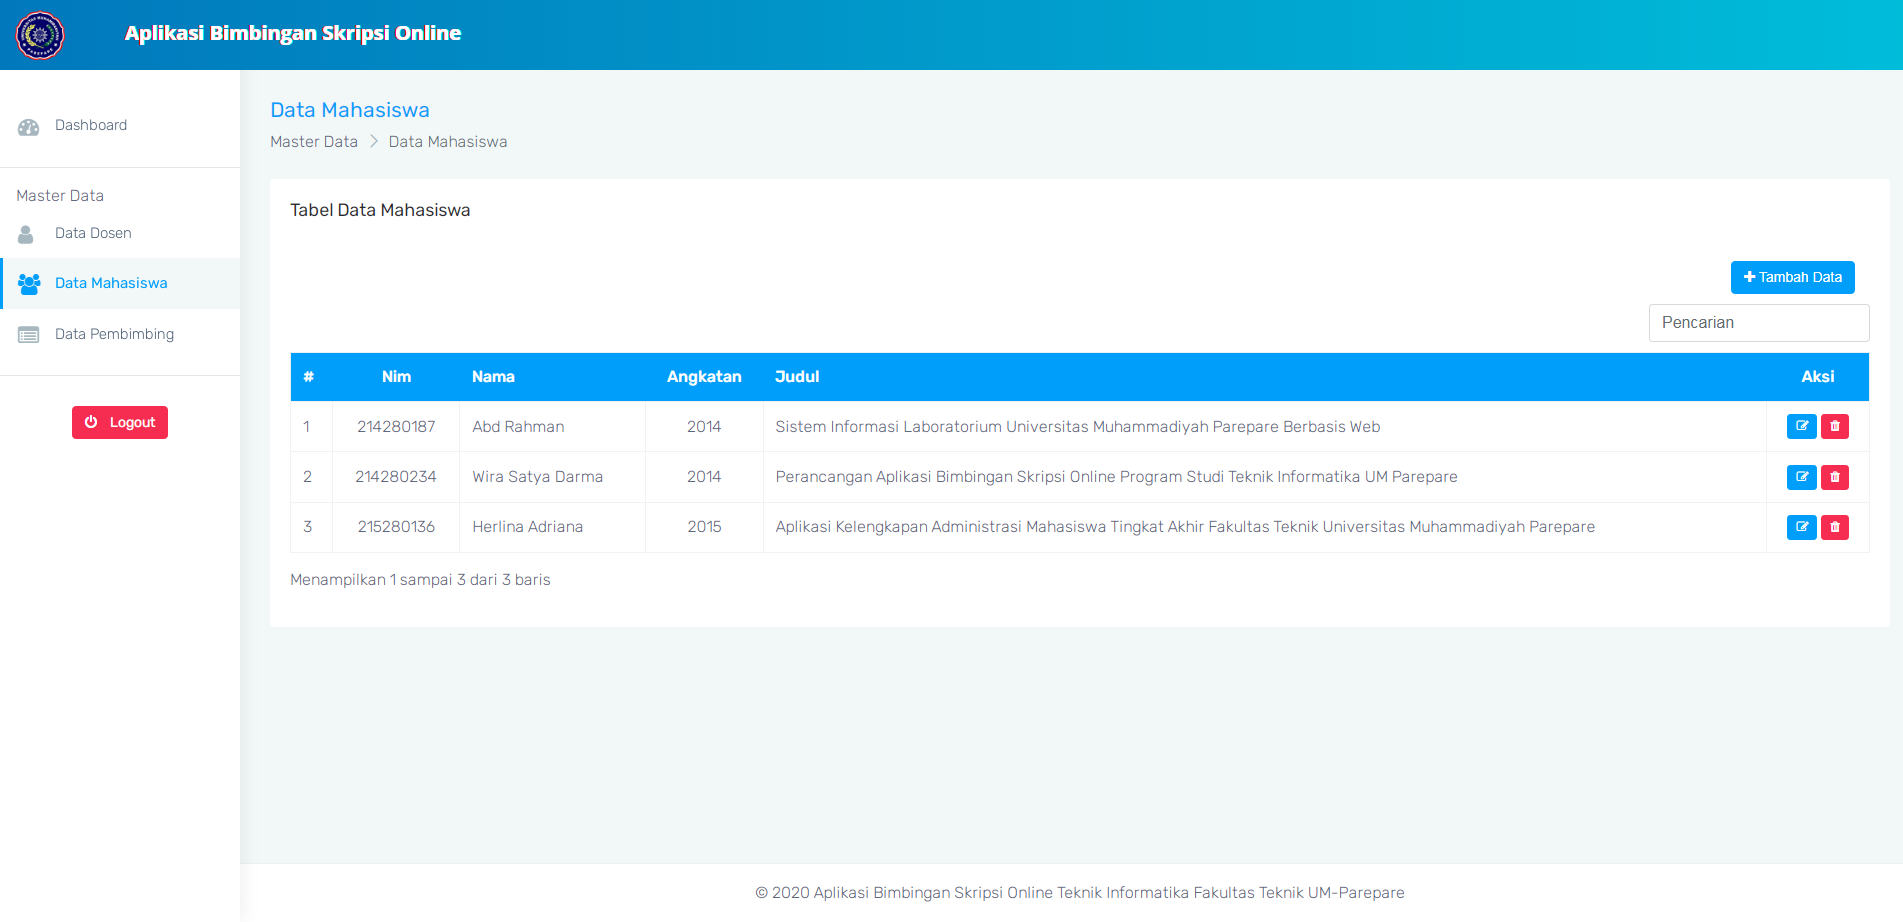 Aplikasi Bimbingan Skripsi Online
Dashboard
Master Data
Data Dosen
Data Mahasiswa
Data Pembimbing
Logout
Data Mahasiswa
Master Data > Data Mahasiswa
Tabel Data Mahasiswa
+ Tambah Data
Pencarian
# Nim Nama Angkatan Judul Aksi
1 214280187 Abd Rahman 2014 Sistem Informasi Laboratorium Universitas Muhammadiyah Parepare Berbasis Web
2 214280234 Wira Satya Darma 2014 Perancangan Aplikasi Bimbingan Skripsi Online Program Studi Teknik Informatika UM Parepare
3 215280136 Herlina Adriana 2015 Aplikasi Kelengkapan Administrasi Mahasiswa Tingkat Akhir Fakultas Teknik Universitas Muhammadiyah Parepare
Menampilkan 1 sampai 3 dari 3 baris
© 2020 Aplikasi Bimbingan Skripsi Online Teknik Informatika Fakultas Teknik UM-Parepare